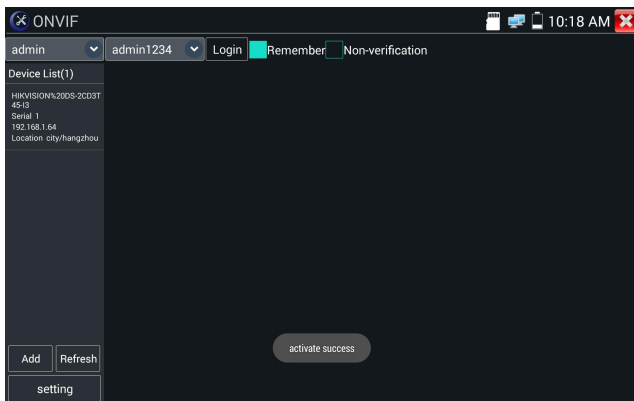 ONVIF
10:18 AM
admin
admin1234
Login
Remember
Non-verification
Device List(1)
HIKVISION%20DS-2CD3T
45-I3
Serial 1
192.168.1.64
Location city/hangzhou
activate success
Add
Refresh
setting